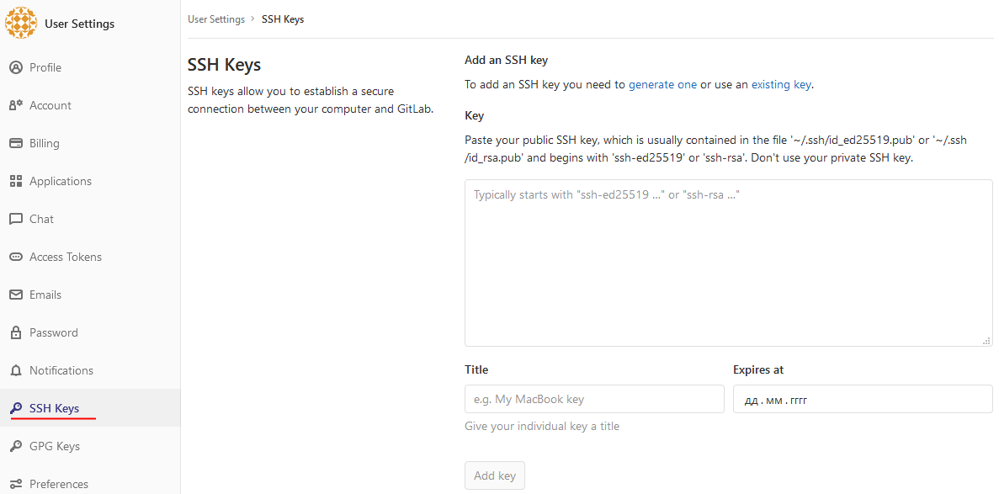 User Settings
Profile
Account
Billing
Applications
Chat
Access Tokens
Emails
Password
Notifications
SSH Keys
GPG Keys
Preferences
User Settings › SSH Keys
SSH Keys
SSH keys allow you to establish a secure
connection between your computer and GitLab.
Add an SSH key
To add an SSH key you need to generate one or use an existing key.
Key
Paste your public SSH key, which is usually contained in the file '~/.ssh/id_ed25519.pub' or '~/.ssh
/id_rsa.pub' and begins with 'ssh-ed25519' or 'ssh-rsa'. Don't use your private SSH key.
Typically starts with "ssh-ed25519 …" or "ssh-rsa …"
Title
e.g. My MacBook key
Give your individual key a title
Expires at
дд.мм.гггг
Add key